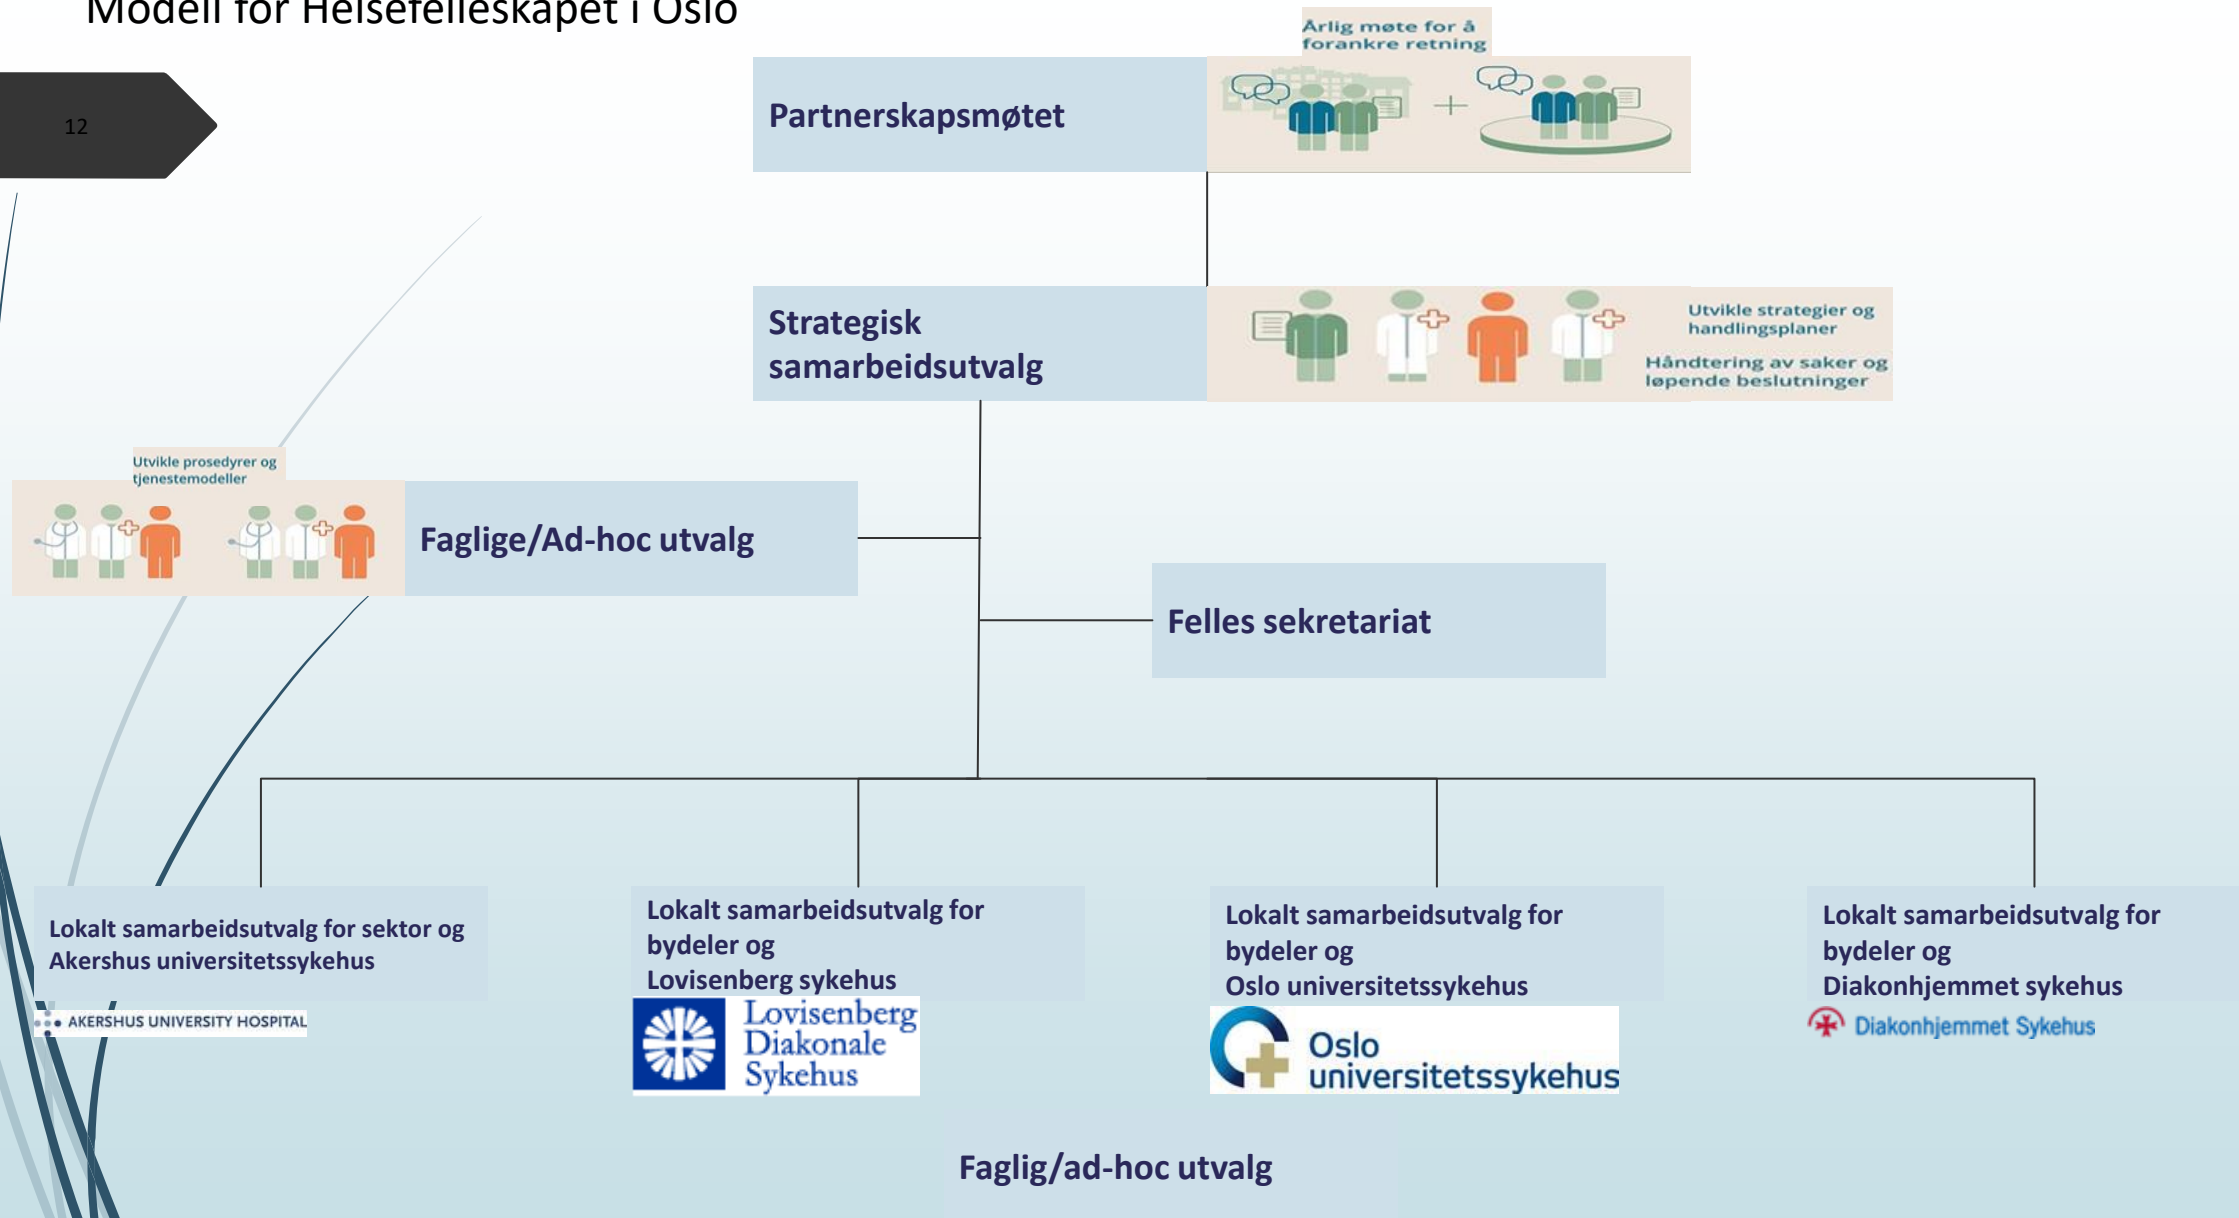 Modell for Helsefelleskapet i Oslo
12
Årlig møte for å
forankre retning
Partnerskapsmøtet
Strategisk
samarbeidsutvalg
Utvikle strategier og
handlingsplaner
Håndtering av saker og
løpende beslutninger
Utvikle prosedyrer og
tjenestemodeller
Faglige/Ad-hoc utvalg
Felles sekretariat
Lokalt samarbeidsutvalg for sektor og
Akershus universitetssykehus
AKERSHUS UNIVERSITY HOSPITAL
Lokalt samarbeidsutvalg for
bydeler og
Lovisenberg sykehus
Lovisenberg
Diakonale
Sykehus
Lokalt samarbeidsutvalg for
bydeler og
Oslo universitetssykehus
Oslo
universitetssykehus
Lokalt samarbeidsutvalg for
bydeler og
Diakonhjemmet sykehus
Diakonhjemmet Sykehus
Faglig/ad-hoc utvalg